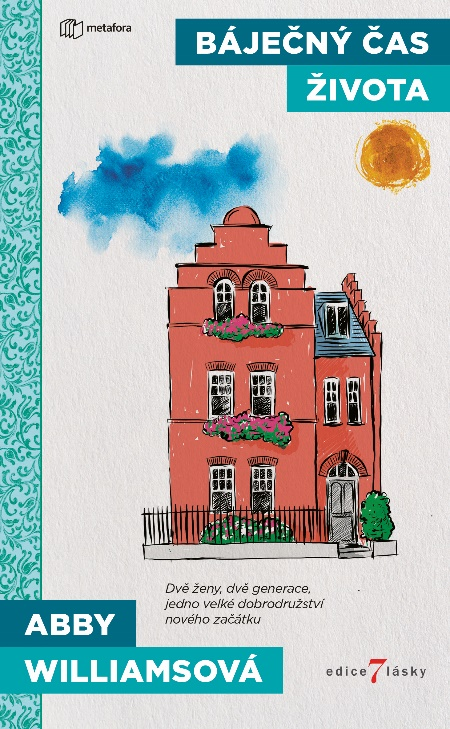 metafora
BÁJEČNÝ ČAS
ŽIVOTA
Dvě ženy, dvě generace,
jedno velké dobrodružství
nového začátku
ABBY
WILLIAMSOVÁ
edice 7 lásky